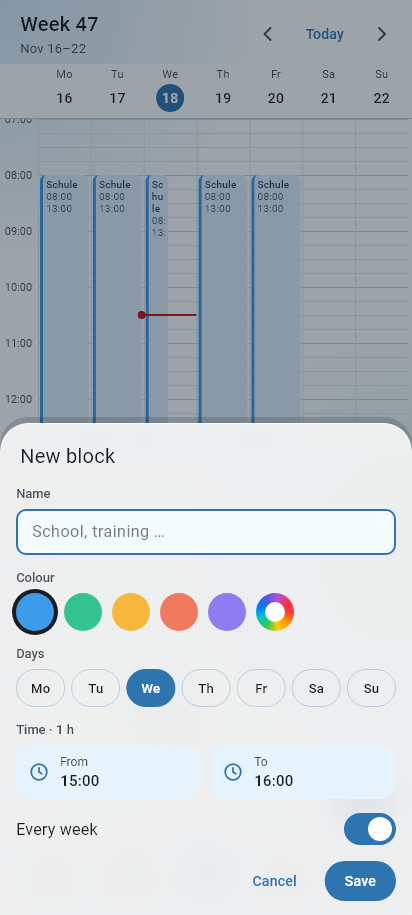 Week 47
Nov 16–22
Today
Mo Tu We Th Fr Sa Su
16 17 18 19 20 21 22
07:00
08:00
Schule Schule Sc Schule Schule
08:00 08:00 hu 08:00 08:00
13:00 13:00 le 13:00 13:00
08:
13:
09:00
10:00
11:00
12:00
New block
Name
School, training …
Colour
Days
Mo Tu We Th Fr Sa Su
Time · 1 h
From To
15:00 16:00
Every week
Cancel Save